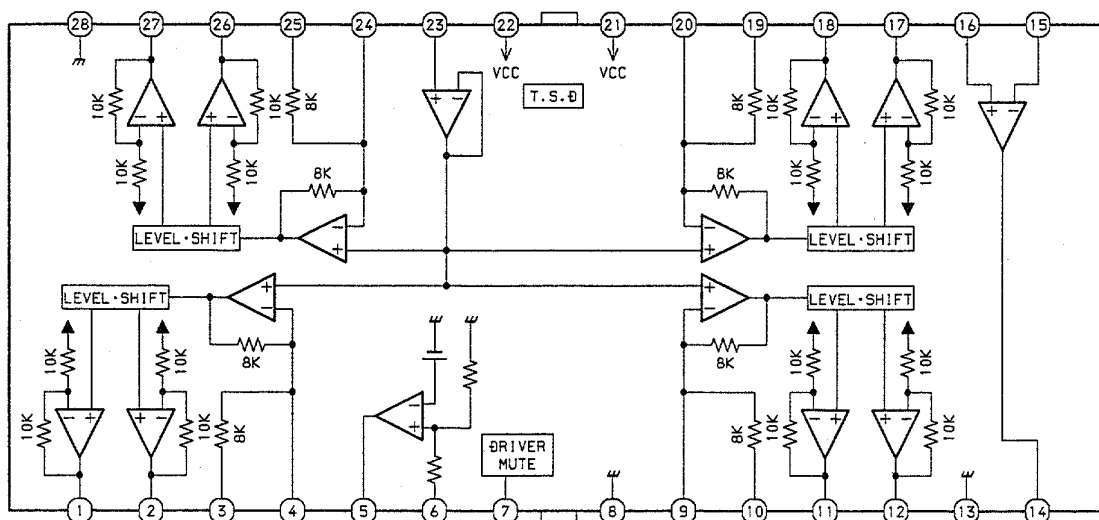 28 27 26 25 24 23 22 21 20 19 18 17 16 15
VCC VCC
T.S.D
10K 10K 8K 8K 10K 10K
+ - + - + - + - + - + -
10K 10K 8K 8K 10K 10K
LEVEL·SHIFT - + - + LEVEL·SHIFT
LEVEL·SHIFT + - + - LEVEL·SHIFT
10K 10K 8K 8K 10K 10K
- + + - - + - + + -
10K 10K 8K 8K 10K 10K
DRIVER
MUTE
1 2 3 4 5 6 7 8 9 10 11 12 13 14